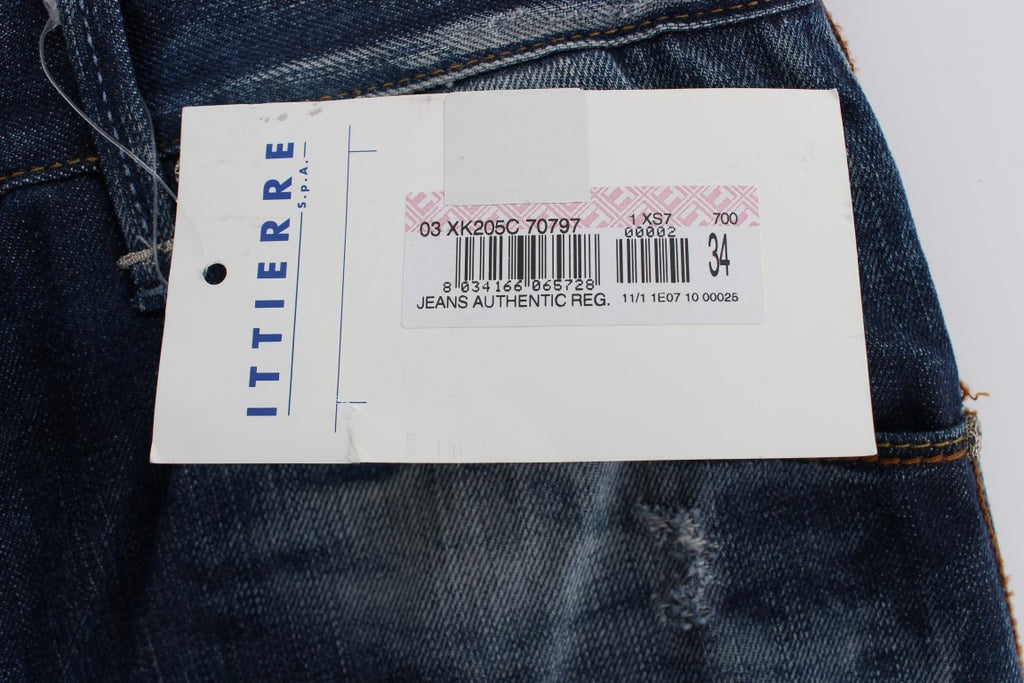 ITTIERRE
S.p.A.
03 XK205C 70797 1 XS7 700
00002
34
8 034166 065728
JEANS AUTHENTIC REG. 11/1 1E07 10 00025